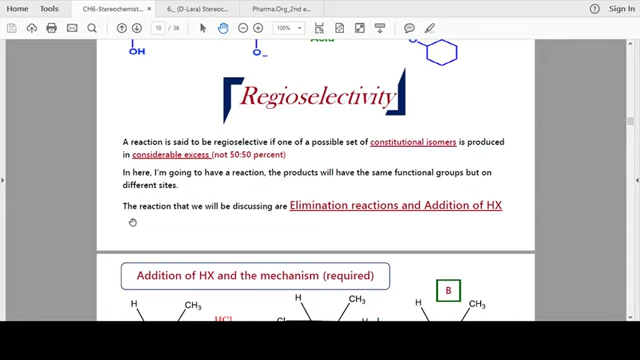 CH6-Stereochemist...
6._ (D-Lara) Stereoc...
Pharma.Org_2nd e...
Sign In
Home
Tools
10 / 36
100%
OH
O
Acid
O
Regioselectivity
A reaction is said to be regioselective if one of a possible set of constitutional isomers is produced
in considerable excess (not 50:50 percent)
In here, I'm going to have a reaction, the products will have the same functional groups but on
different sites.
The reaction that we will be discussing are Elimination reactions and Addition of HX
Addition of HX and the mechanism (required)
B
H
CH3
HCl
H
CH3
Cl
H
H
CH3